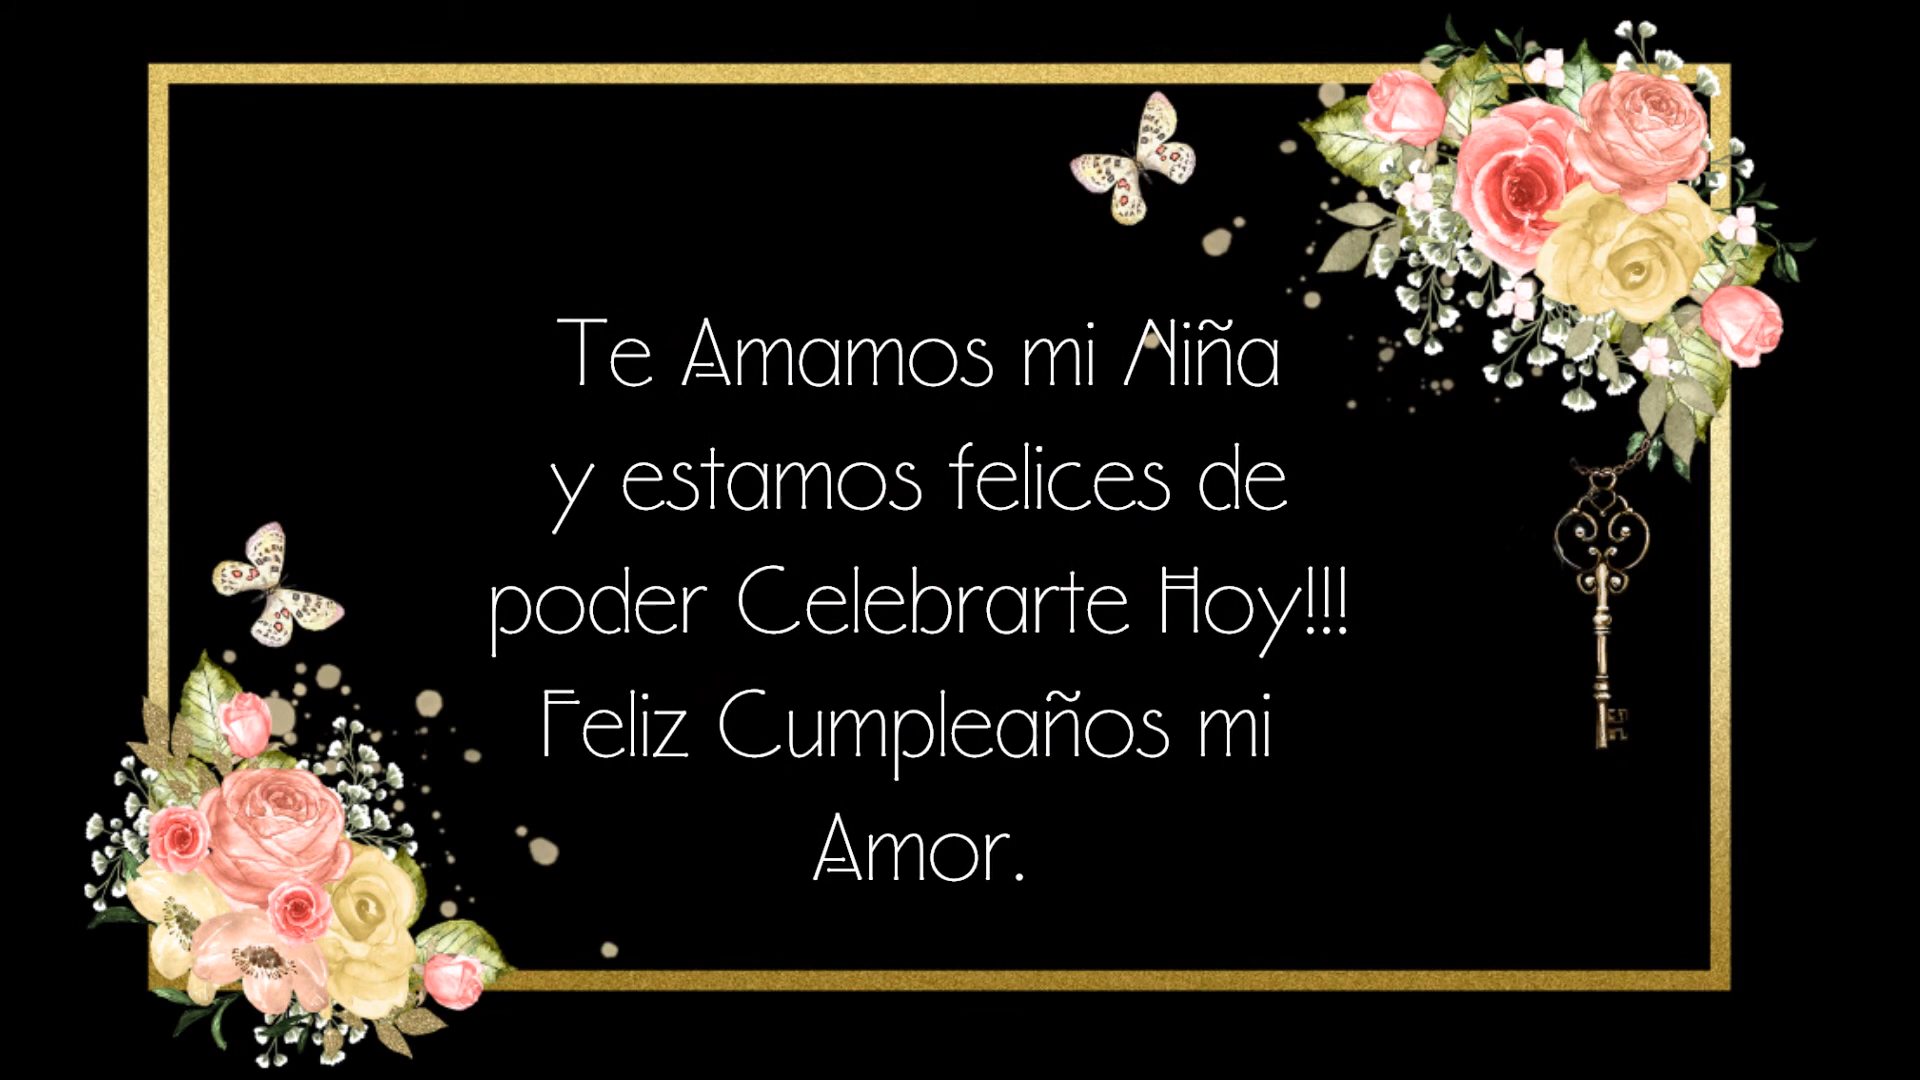 Te Amamos mi Niña
y estamos felices de
poder Celebrarte Hoy!!!
Feliz Cumpleaños mi
Amor.